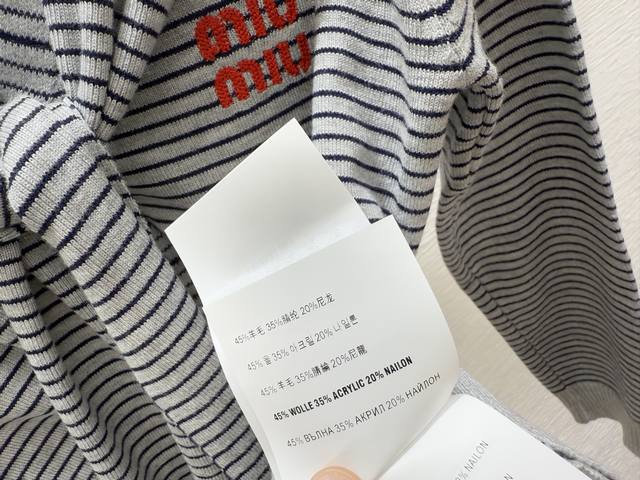 MIU
MIU
45%羊毛 35%腈纶 20%尼龙
45% 울 35% 아크릴 20% 나일론
45% 羊毛 35%腈綸 20%尼龍
45% WOLLE 35% ACRYLIC 20% NAILON
45% ВЪЛНА 35% АКРИЛ 20% НАЙЛОН
% NAILON